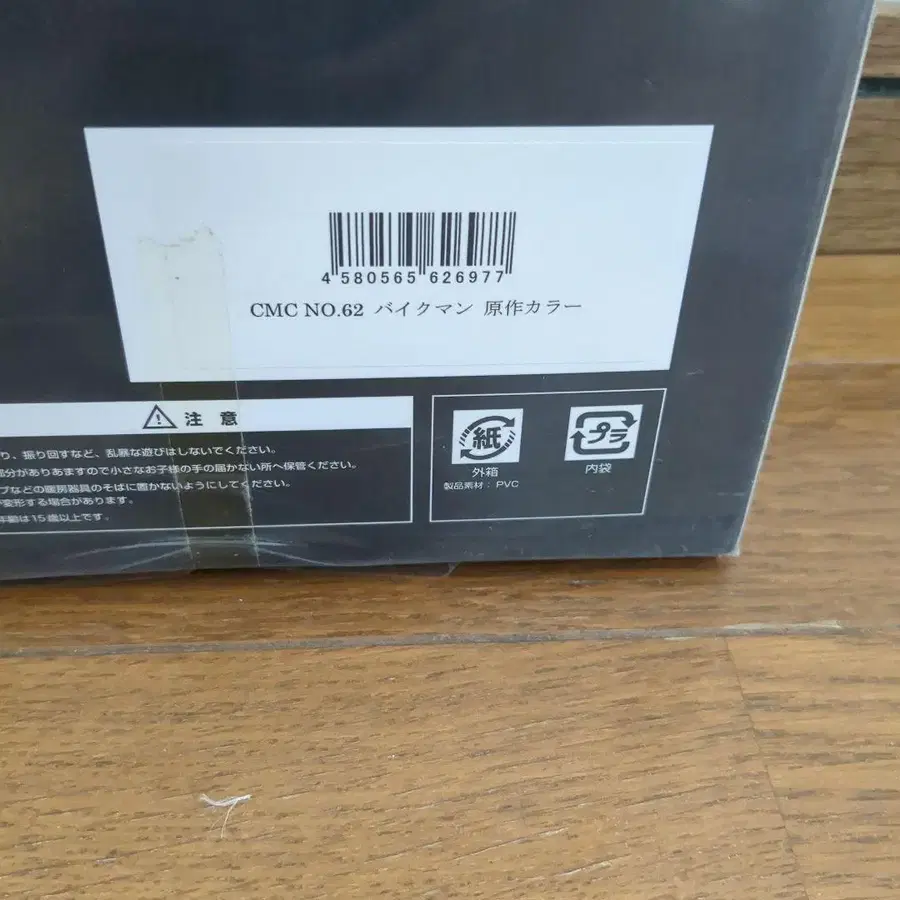 4 580565 626977
CMC NO.62 バイクマン 原作カラー
注意
り、振り回すなど、乱暴な遊びはしないでください。
部分がありあますので小さなお子様の手の届かない所へ保管ください。
ブなどの暖房器具のそばに置かないようにしてください。
が変形する場合があります。
年齢は15歳以上です。
紙
外箱
プラ
内袋
製品素材：PVC